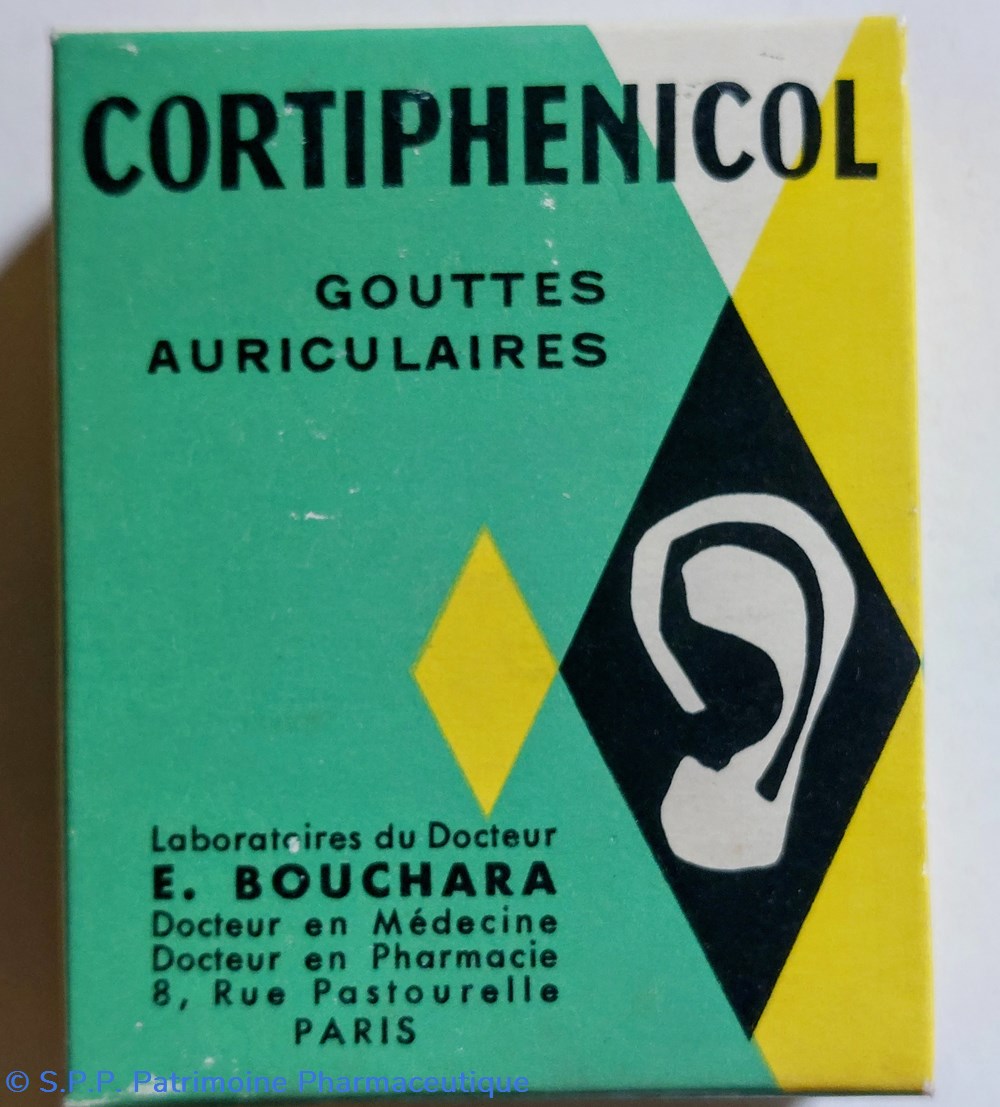 CORTIPHENICOL
GOUTTES
AURICULAIRES
Laboratoires du Docteur
E. BOUCHARA
Docteur en Médecine
Docteur en Pharmacie
8, Rue Pastourelle
PARIS
© S.P.P. Patrimoine Pharmaceutique